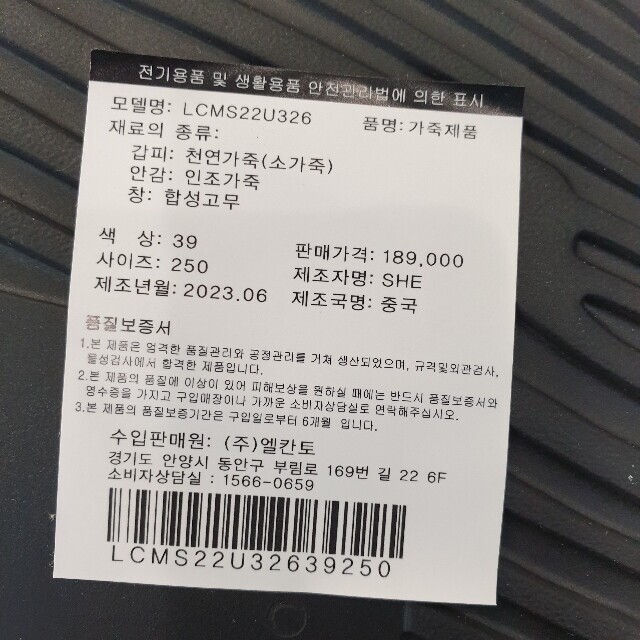 전기용품 및 생활용품 안전관리법에 의한 표시
모델명: LCMS22U326 품명: 가죽제품
재료의 종류:
갑피: 천연가죽(소가죽)
안감: 인조가죽
창: 합성고무
색 상: 39 판매가격: 189,000
사이즈: 250 제조자명: SHE
제조년월: 2023.06 제조국명: 중국
품질보증서
1.본 제품은 엄격한 품질관리와 공정관리를 거쳐 생산되었으며, 규격및외관검사,
물성검사에서 합격한 제품입니다.
2.본 제품의 품질에 이상이 있어 피해보상을 원하실 때에는 반드시 품질보증서와
영수증을 가지고 구입매장이나 가까운 소비자상담실로 연락해주십시오.
3.본 제품의 품질보증기간은 구입일로부터 6개월 입니다.
수입판매원: (주)엘칸토
경기도 안양시 동안구 부림로 169번 길 22 6F
소비자상담실 : 1566-0659
LCMS22U32639250